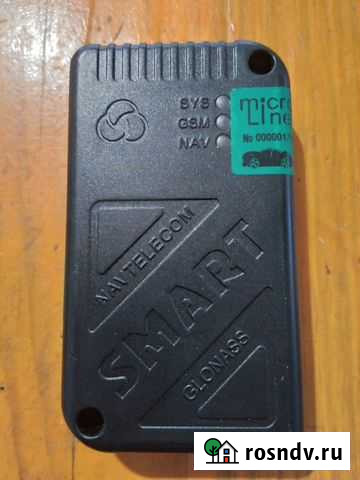 SYS
GSM
NAV
micro
Line
No 000001
NAVTELECOM
SMART
GLONASS
rosndv.ru